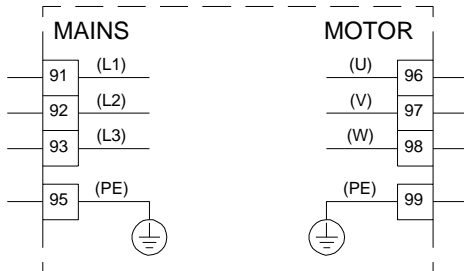 MAINS MOTOR
91 (L1) (U) 96
92 (L2) (V) 97
93 (L3) (W) 98
95 (PE) (PE) 99